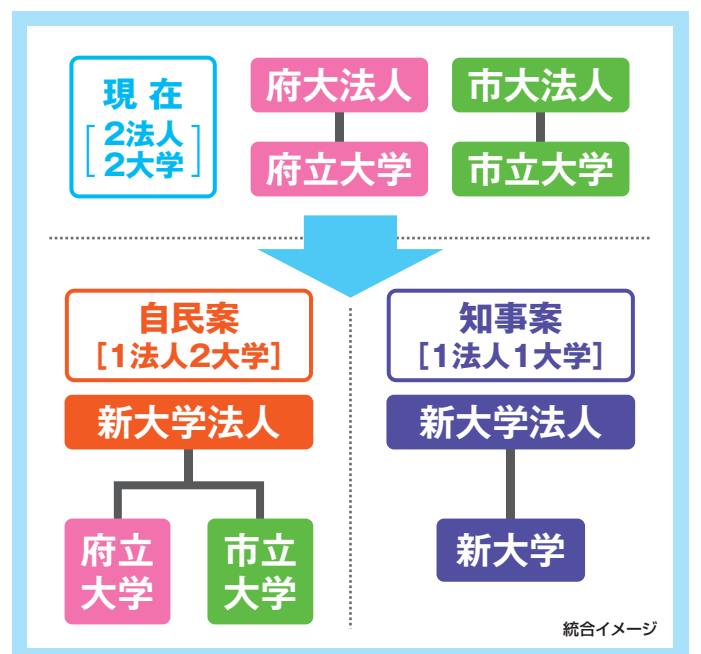 現 在
[2法人
2大学]
府大法人
市大法人
府立大学
市立大学
自民案
[1法人2大学]
新大学法人
府立
大学
市立
大学
知事案
[1法人1大学]
新大学法人
新大学
統合イメージ